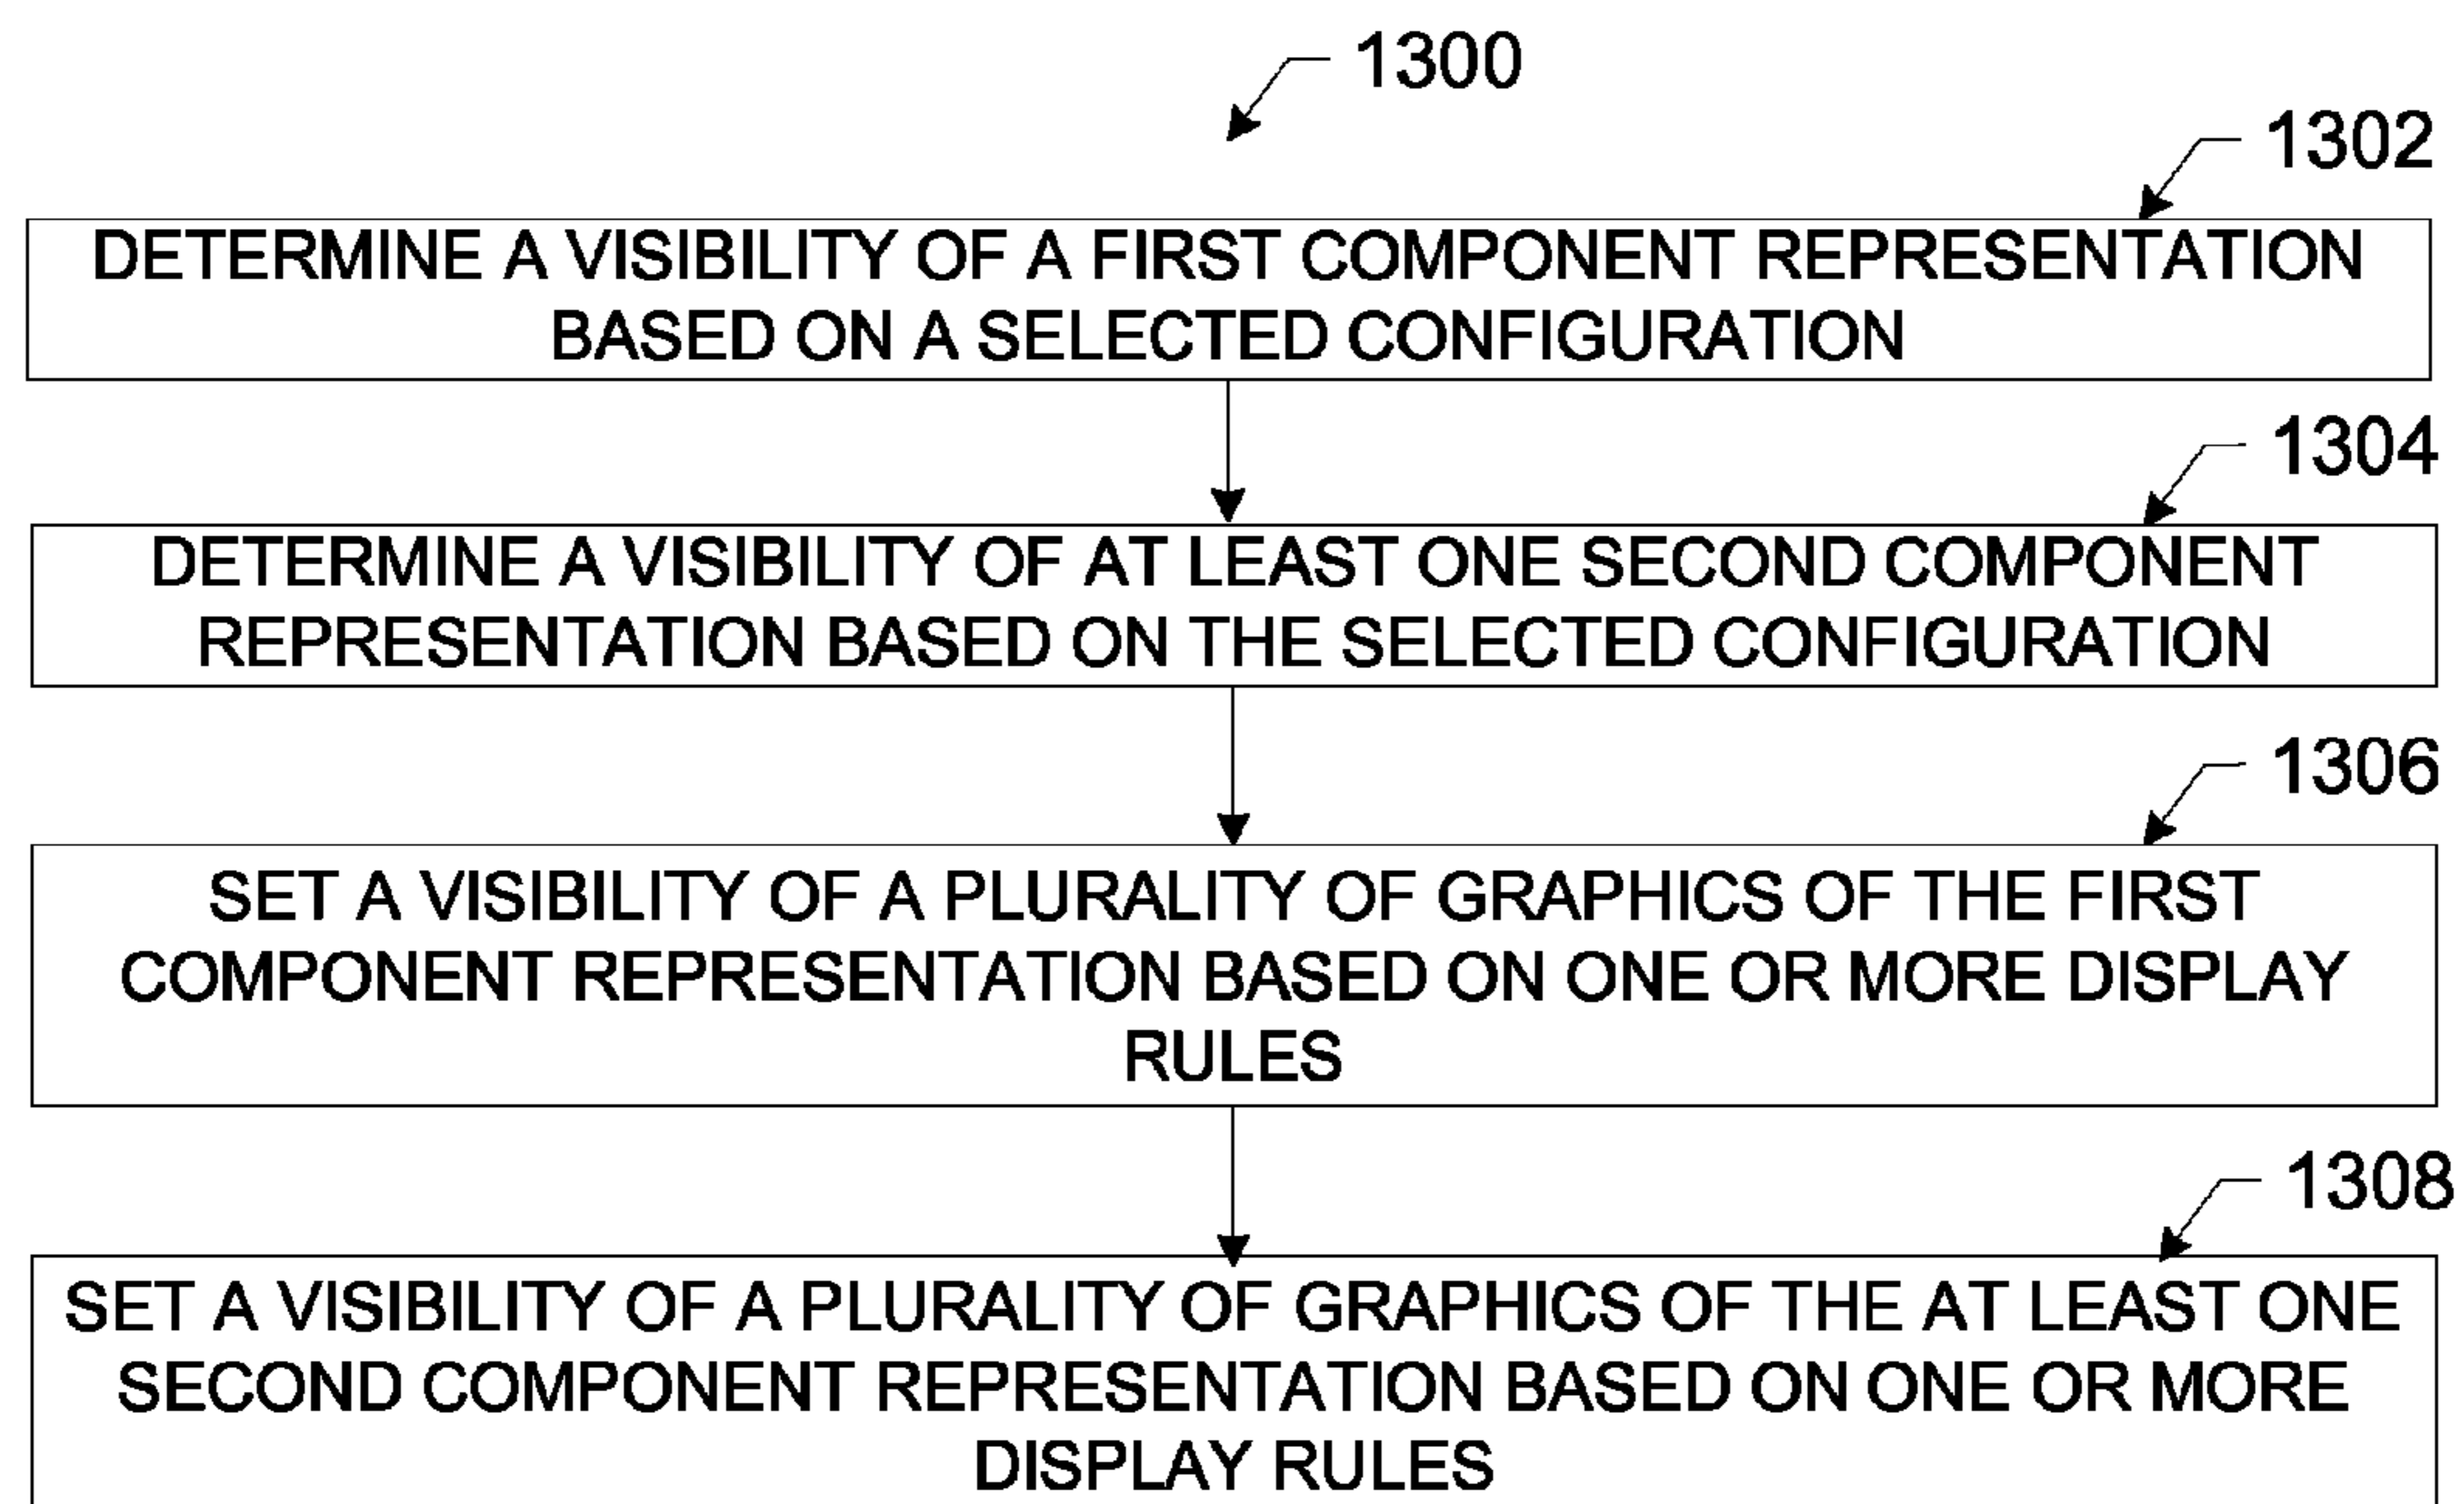 1300
1302
DETERMINE A VISIBILITY OF A FIRST COMPONENT REPRESENTATION
BASED ON A SELECTED CONFIGURATION
1304
DETERMINE A VISIBILITY OF AT LEAST ONE SECOND COMPONENT
REPRESENTATION BASED ON THE SELECTED CONFIGURATION
1306
SET A VISIBILITY OF A PLURALITY OF GRAPHICS OF THE FIRST
COMPONENT REPRESENTATION BASED ON ONE OR MORE DISPLAY
RULES
1308
SET A VISIBILITY OF A PLURALITY OF GRAPHICS OF THE AT LEAST ONE
SECOND COMPONENT REPRESENTATION BASED ON ONE OR MORE
DISPLAY RULES